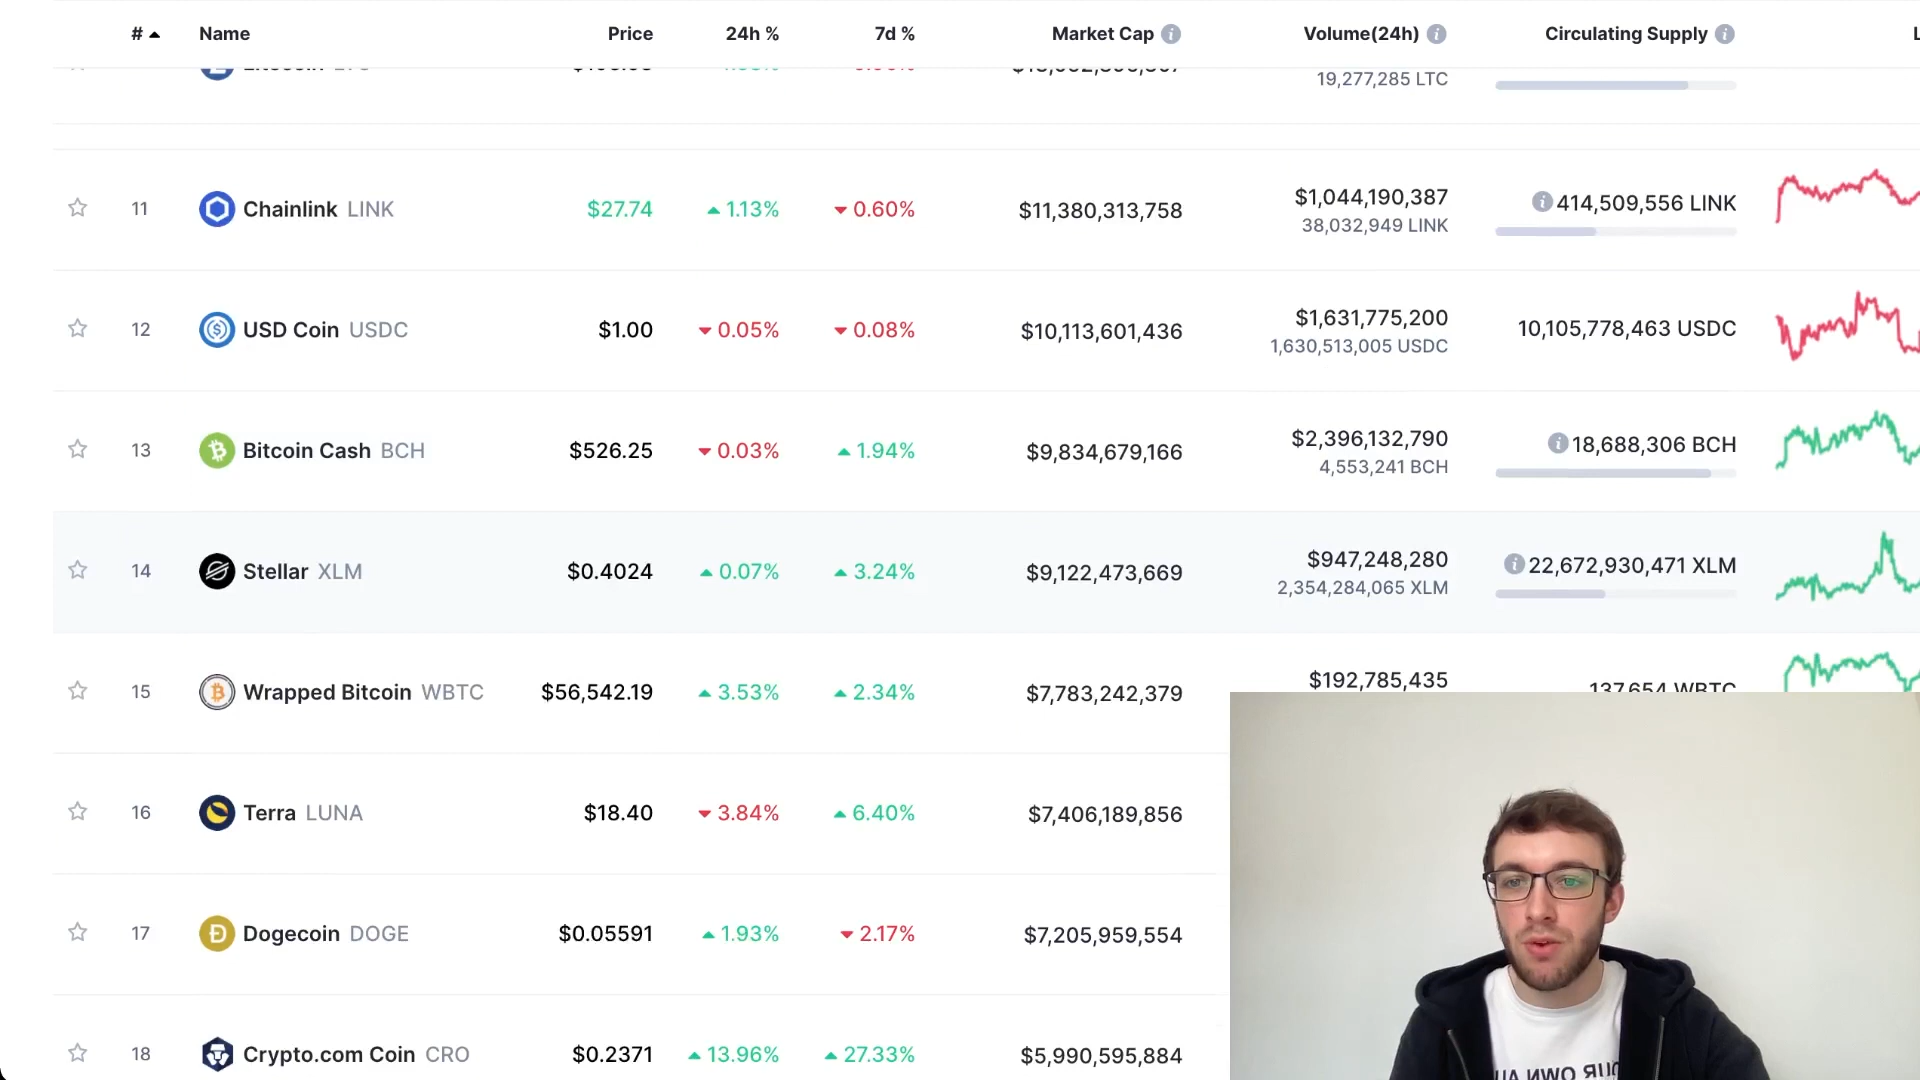 # Name Price 24h % 7d % Market Cap Volume(24h) Circulating Supply
19,277,285 LTC
11 Chainlink LINK $27.74 1.13% 0.60% $11,380,313,758 $1,044,190,387 414,509,556 LINK
38,032,949 LINK
12 USD Coin USDC $1.00 0.05% 0.08% $10,113,601,436 $1,631,775,200 10,105,778,463 USDC
1,630,513,005 USDC
13 Bitcoin Cash BCH $526.25 0.03% 1.94% $9,834,679,166 $2,396,132,790 18,688,306 BCH
4,553,241 BCH
14 Stellar XLM $0.4024 0.07% 3.24% $9,122,473,669 $947,248,280 22,672,930,471 XLM
2,354,284,065 XLM
15 Wrapped Bitcoin WBTC $56,542.19 3.53% 2.34% $7,783,242,379 $192,785,435 137,654 WBTC
16 Terra LUNA $18.40 3.84% 6.40% $7,406,189,856
17 Dogecoin DOGE $0.05591 1.93% 2.17% $7,205,959,554
18 Crypto.com Coin CRO $0.2371 13.96% 27.33% $5,990,595,884